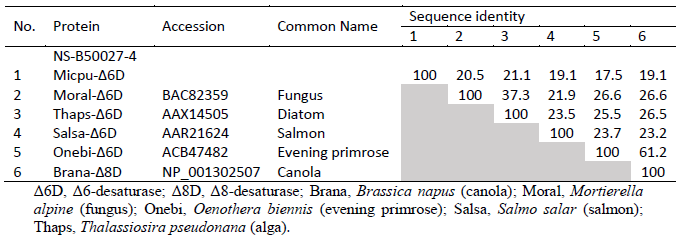 No. Protein Accession Common Name Sequence identity
1 2 3 4 5 6
NS-B50027-4
1 Micpu-Δ6D 100 20.5 21.1 19.1 17.5 19.1
2 Moral-Δ6D BAC82359 Fungus 100 37.3 21.9 26.6 26.6
3 Thaps-Δ6D AAX14505 Diatom 100 23.5 25.5 26.5
4 Salsa-Δ6D AAR21624 Salmon 100 23.7 23.2
5 Onebi-Δ6D ACB47482 Evening primrose 100 61.2
6 Brana-Δ8D NP_001302507 Canola 100
Δ6D, Δ6-desaturase; Δ8D, Δ8-desaturase; Brana, Brassica napus (canola); Moral, Mortierella
alpine (fungus); Onebi, Oenothera biennis (evening primrose); Salsa, Salmo salar (salmon);
Thaps, Thalassiosira pseudonana (alga).